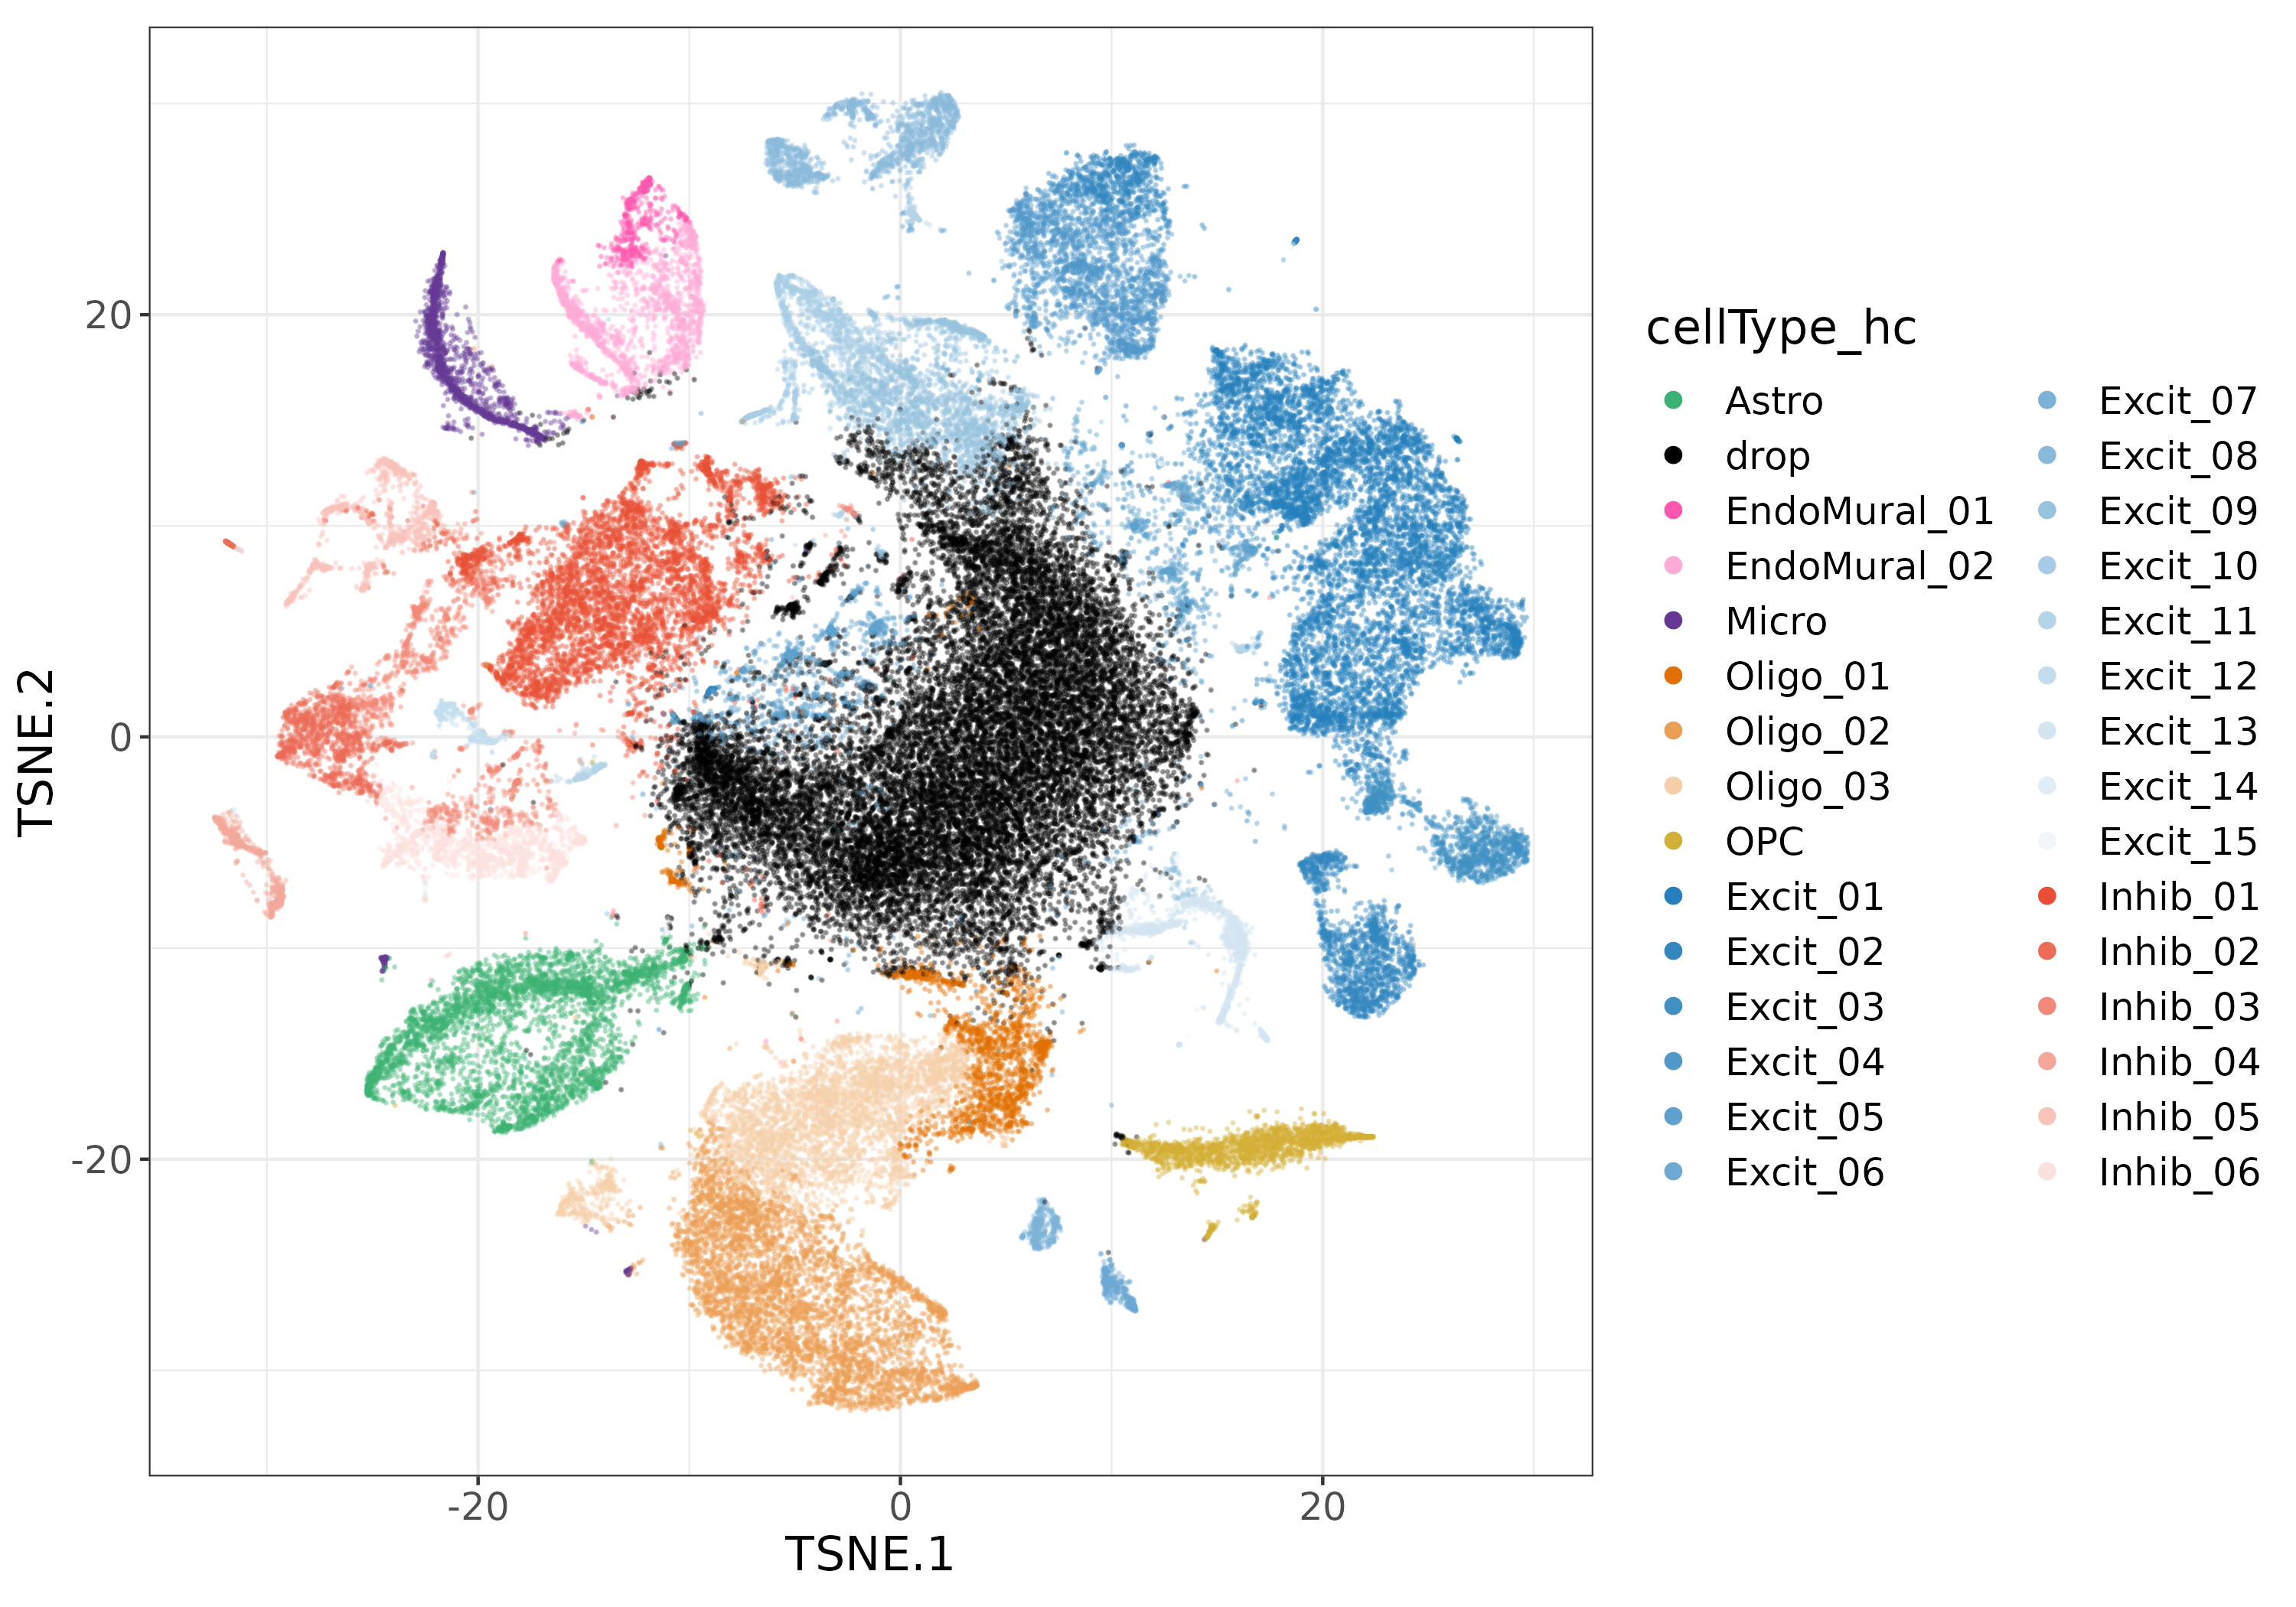 20
0
-20
TSNE.2
-20
0
20
TSNE.1
cellType_hc
Astro
drop
EndoMural_01
EndoMural_02
Micro
Oligo_01
Oligo_02
Oligo_03
OPC
Excit_01
Excit_02
Excit_03
Excit_04
Excit_05
Excit_06
Excit_07
Excit_08
Excit_09
Excit_10
Excit_11
Excit_12
Excit_13
Excit_14
Excit_15
Inhib_01
Inhib_02
Inhib_03
Inhib_04
Inhib_05
Inhib_06